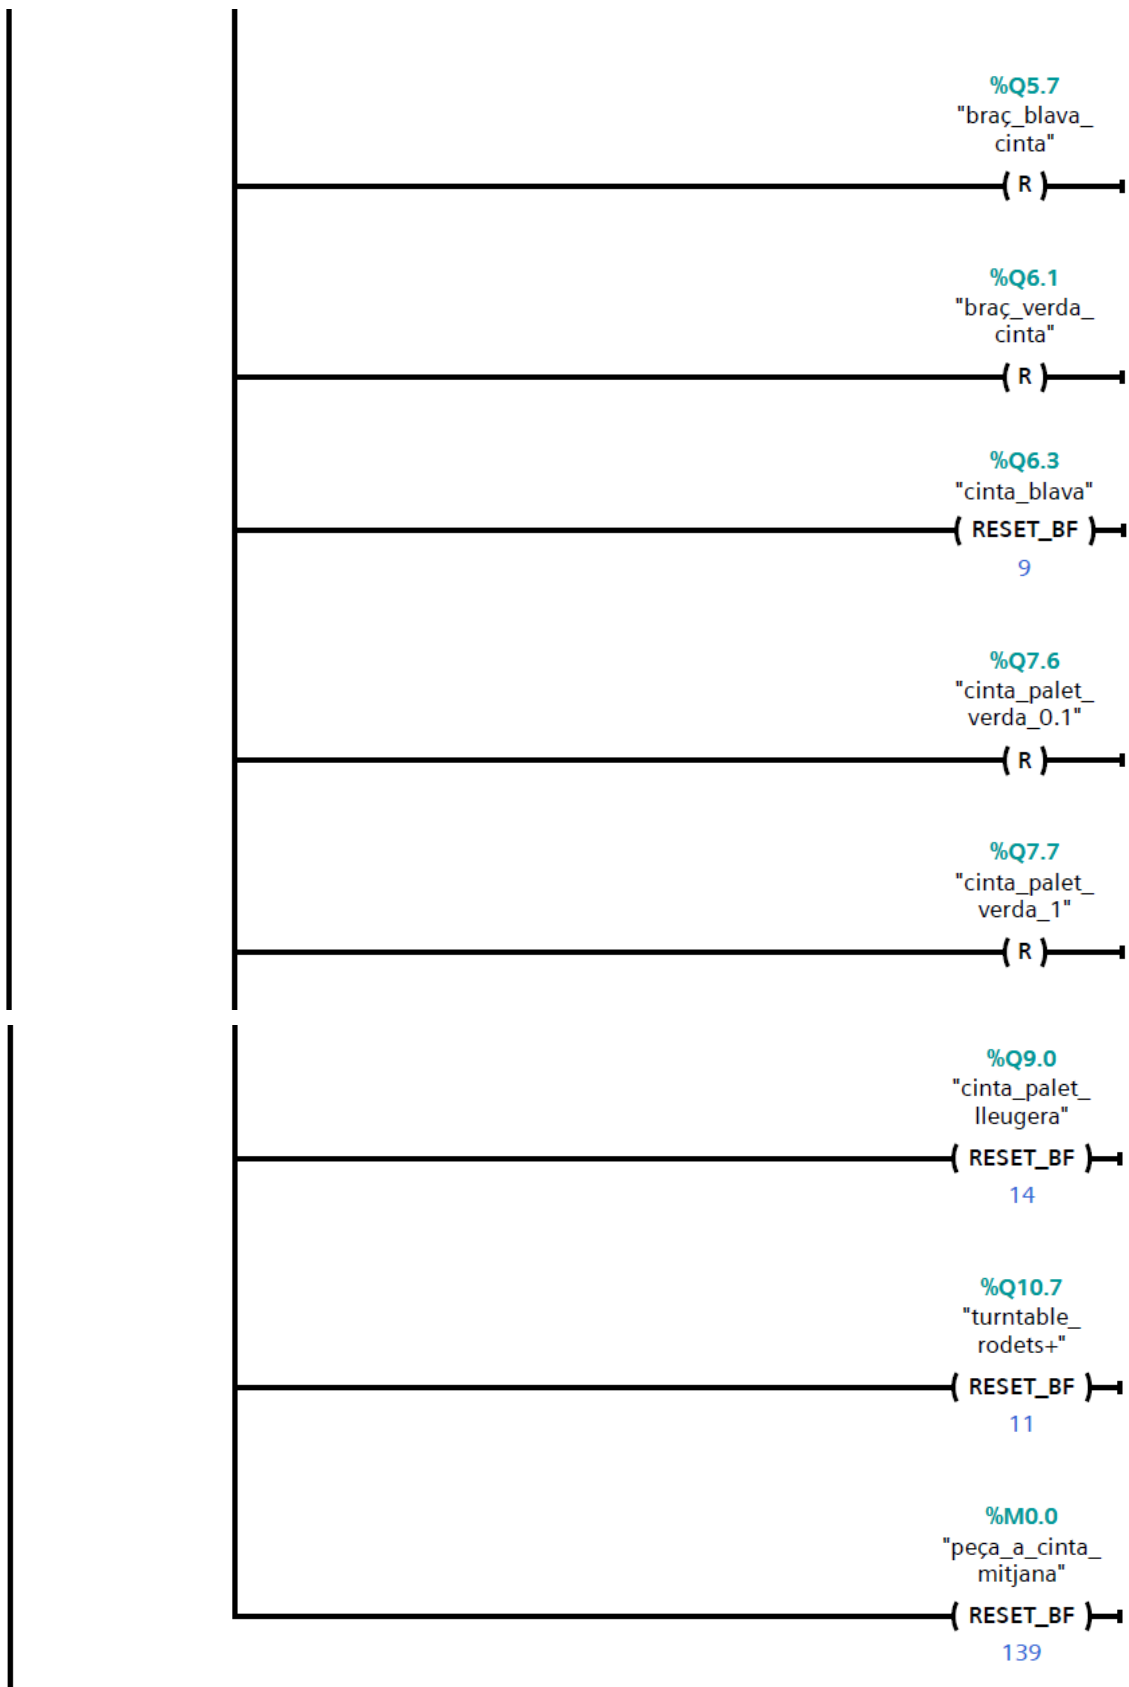 %Q5.7
"braç_blava_
cinta"
( R )
%Q6.1
"braç_verda_
cinta"
( R )
%Q6.3
"cinta_blava"
( RESET_BF )
9
%Q7.6
"cinta_palet_
verda_0.1"
( R )
%Q7.7
"cinta_palet_
verda_1"
( R )
%Q9.0
"cinta_palet_
lleugera"
( RESET_BF )
14
%Q10.7
"turntable_
rodets+"
( RESET_BF )
11
%M0.0
"peça_a_cinta_
mitjana"
( RESET_BF )
139